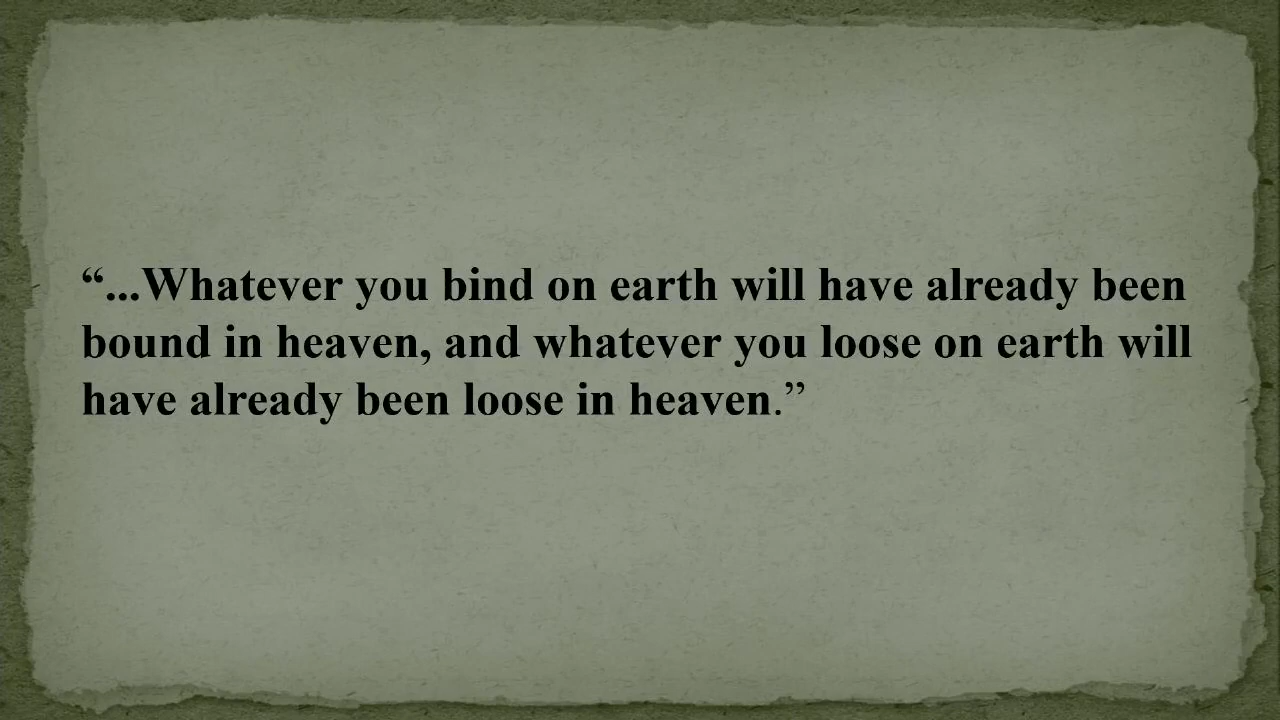 “...Whatever you bind on earth will have already been
bound in heaven, and whatever you loose on earth will
have already been loose in heaven.”